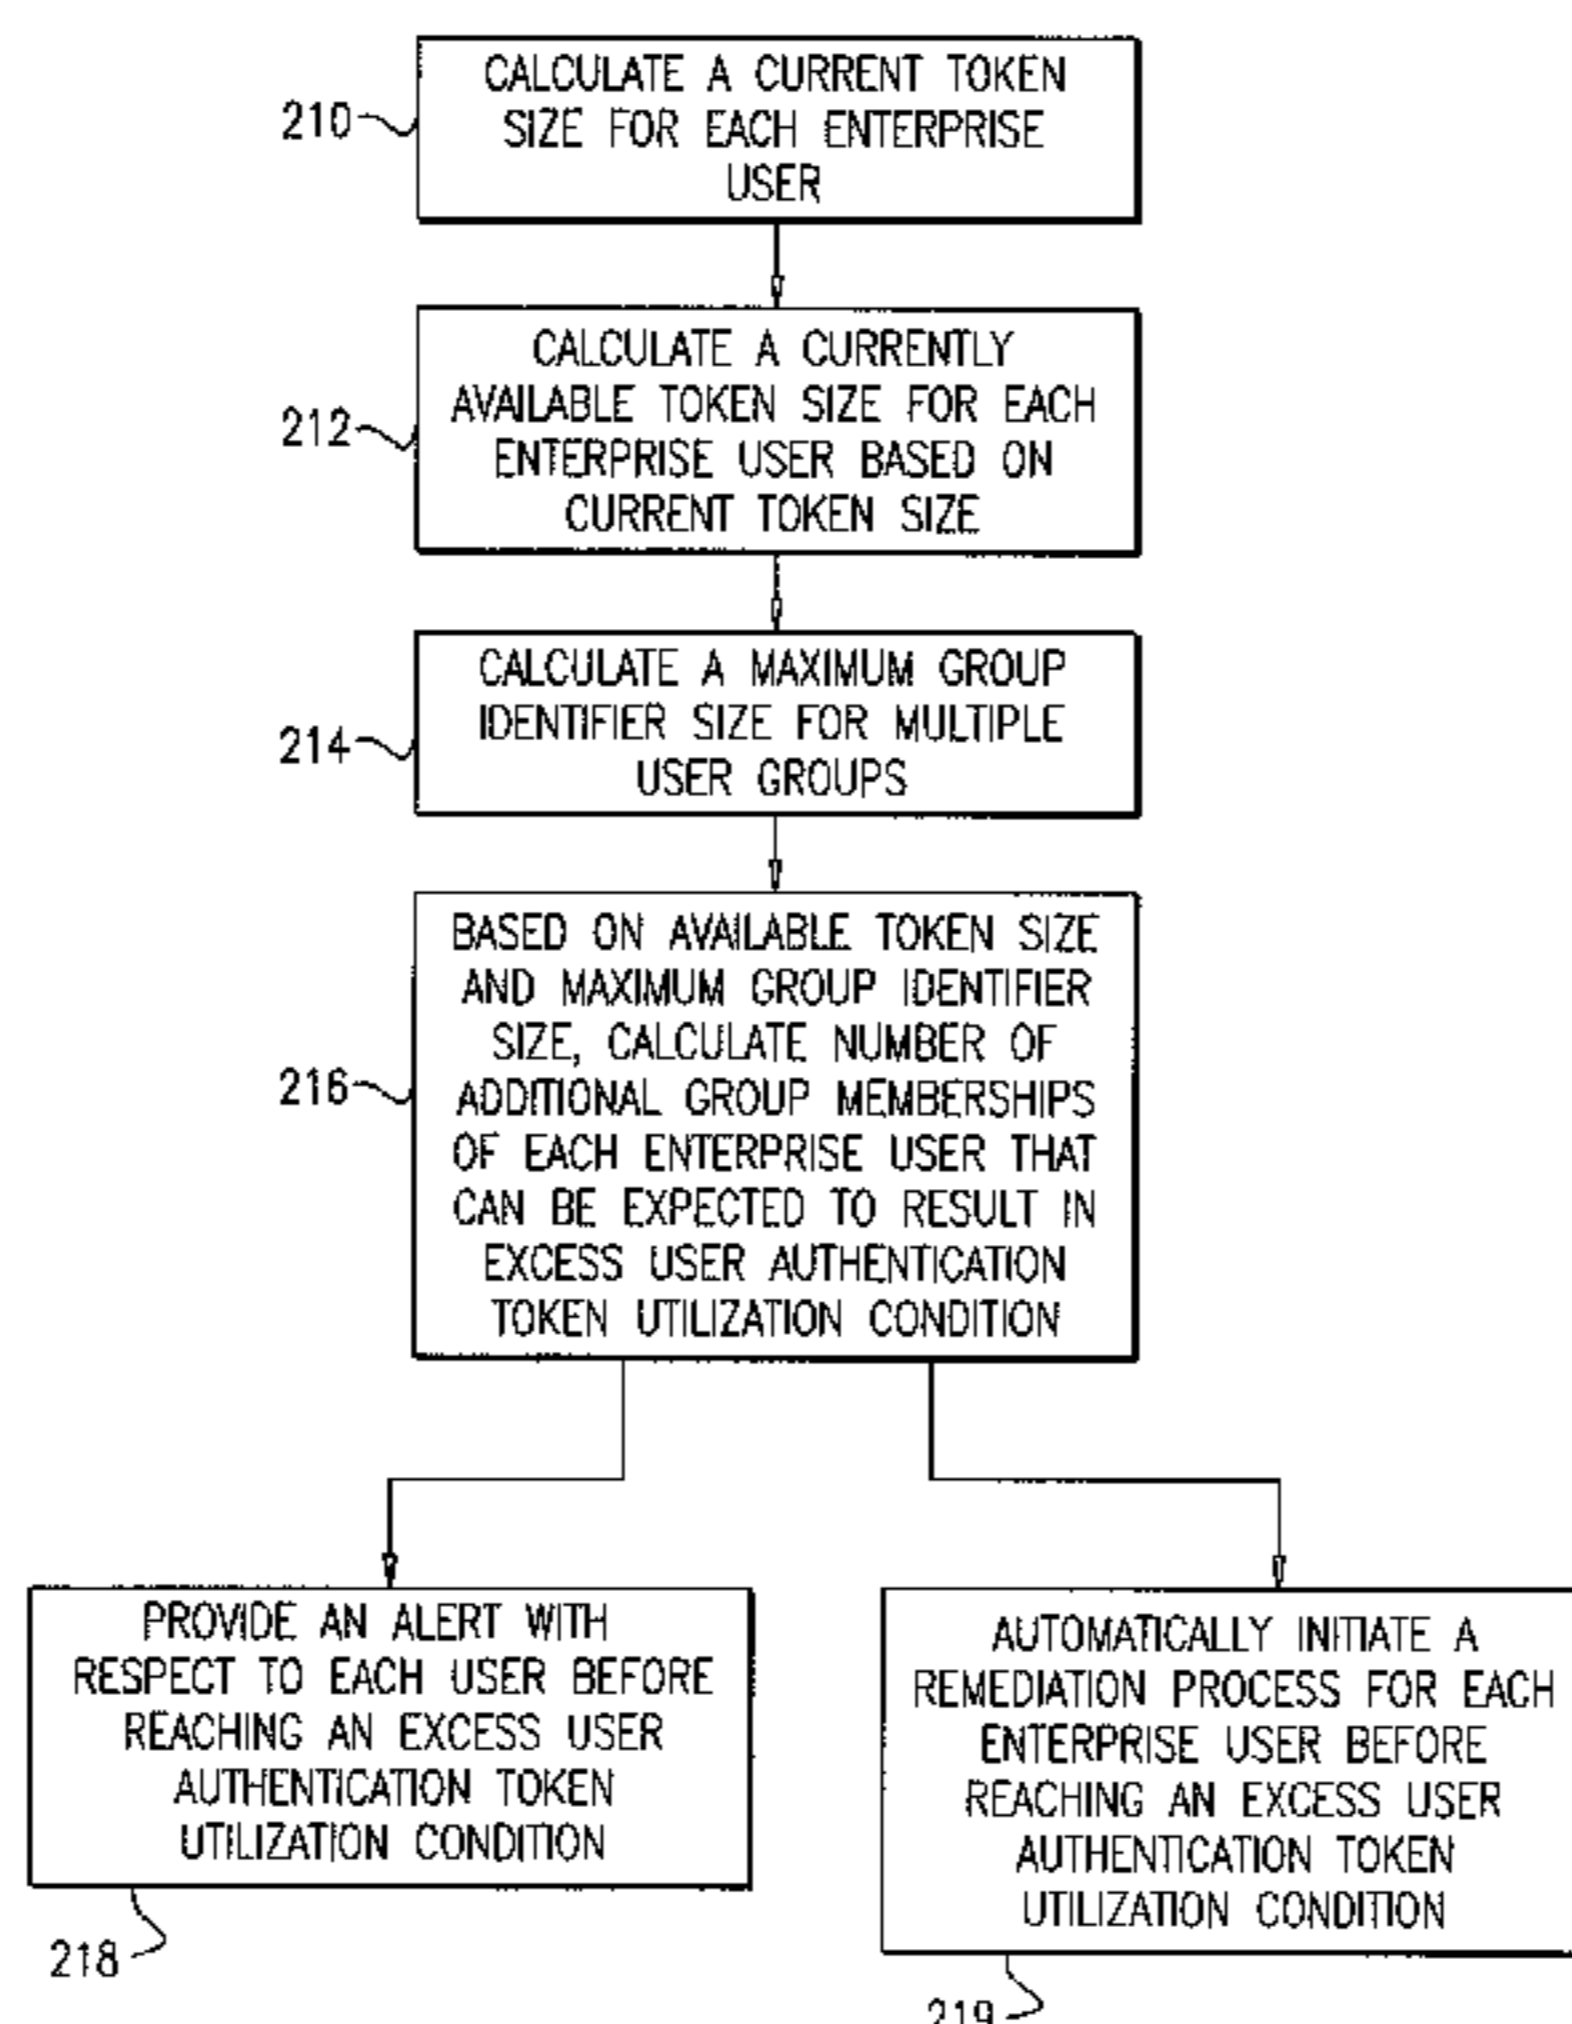 CALCULATE A CURRENT TOKEN
SIZE FOR EACH ENTERPRISE
USER
210
CALCULATE A CURRENTLY
AVAILABLE TOKEN SIZE FOR EACH
ENTERPRISE USER BASED ON
CURRENT TOKEN SIZE
212
CALCULATE A MAXIMUM GROUP
IDENTIFIER SIZE FOR MULTIPLE
USER GROUPS
214
BASED ON AVAILABLE TOKEN SIZE
AND MAXIMUM GROUP IDENTIFIER
SIZE, CALCULATE NUMBER OF
ADDITIONAL GROUP MEMBERSHIPS
OF EACH ENTERPRISE USER THAT
CAN BE EXPECTED TO RESULT IN
EXCESS USER AUTHENTICATION
TOKEN UTILIZATION CONDITION
216
PROVIDE AN ALERT WITH
RESPECT TO EACH USER BEFORE
REACHING AN EXCESS USER
AUTHENTICATION TOKEN
UTILIZATION CONDITION
218
AUTOMATICALLY INITIATE A
REMEDIATION PROCESS FOR EACH
ENTERPRISE USER BEFORE
REACHING AN EXCESS USER
AUTHENTICATION TOKEN
UTILIZATION CONDITION
219